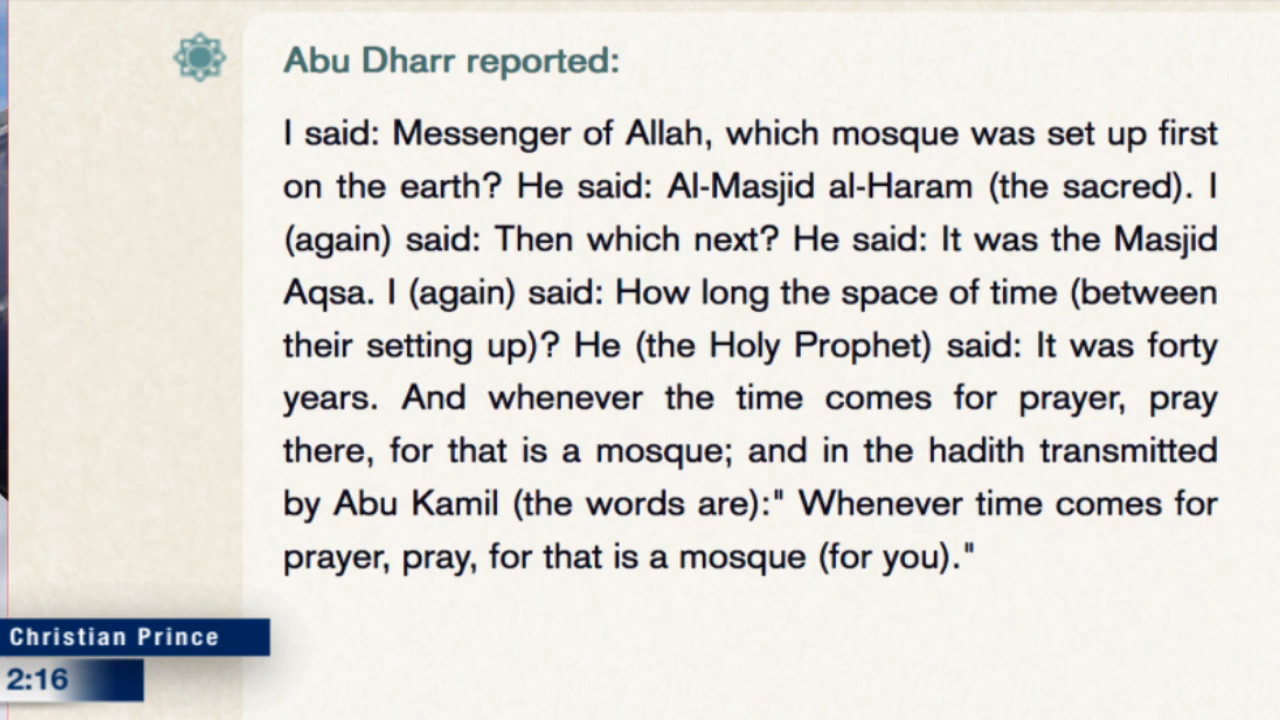 Abu Dharr reported:
I said: Messenger of Allah, which mosque was set up first
on the earth? He said: Al-Masjid al-Haram (the sacred). I
(again) said: Then which next? He said: It was the Masjid
Aqsa. I (again) said: How long the space of time (between
their setting up)? He (the Holy Prophet) said: It was forty
years. And whenever the time comes for prayer, pray
there, for that is a mosque; and in the hadith transmitted
by Abu Kamil (the words are):" Whenever time comes for
prayer, pray, for that is a mosque (for you)."
Christian Prince
2:16